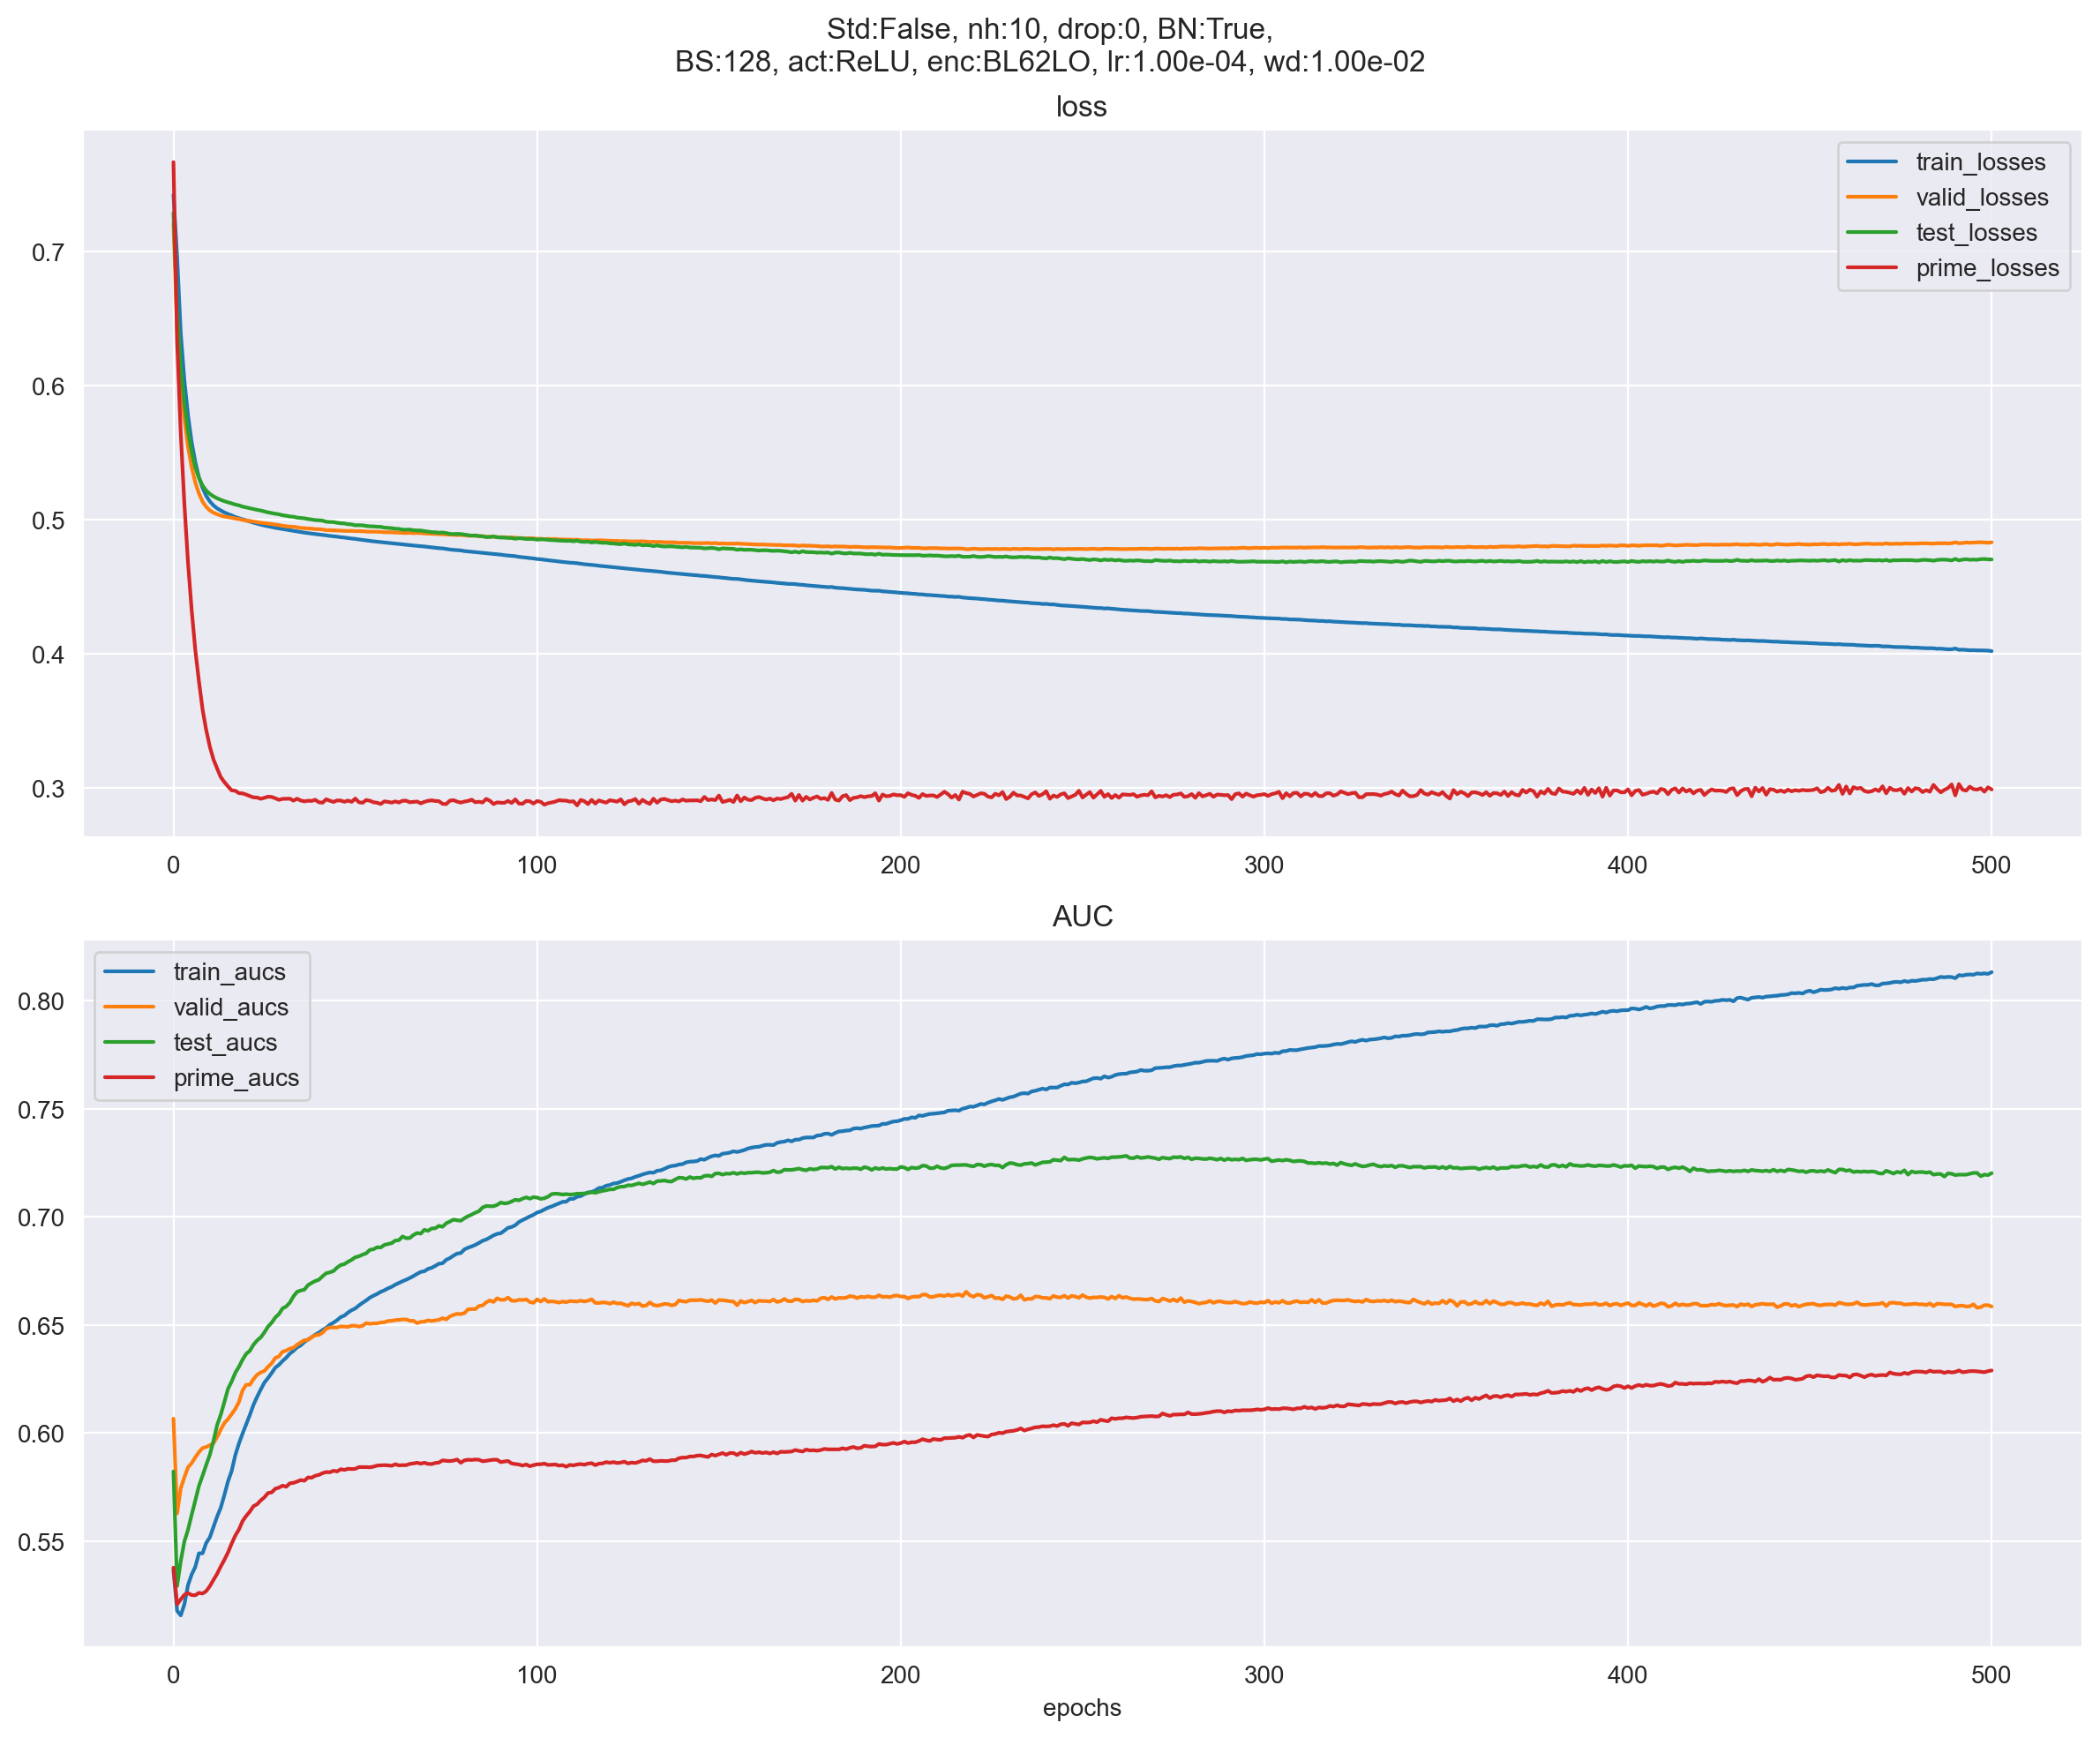 Std:False, nh:10, drop:0, BN:True,
BS:128, act:ReLU, enc:BL62LO, lr:1.00e-04, wd:1.00e-02
loss
train_losses
valid_losses
test_losses
prime_losses
0.7
0.6
0.5
0.4
0.3
0 100 200 300 400 500
AUC
train_aucs
valid_aucs
test_aucs
prime_aucs
0.80
0.75
0.70
0.65
0.60
0.55
0 100 200 300 400 500
epochs